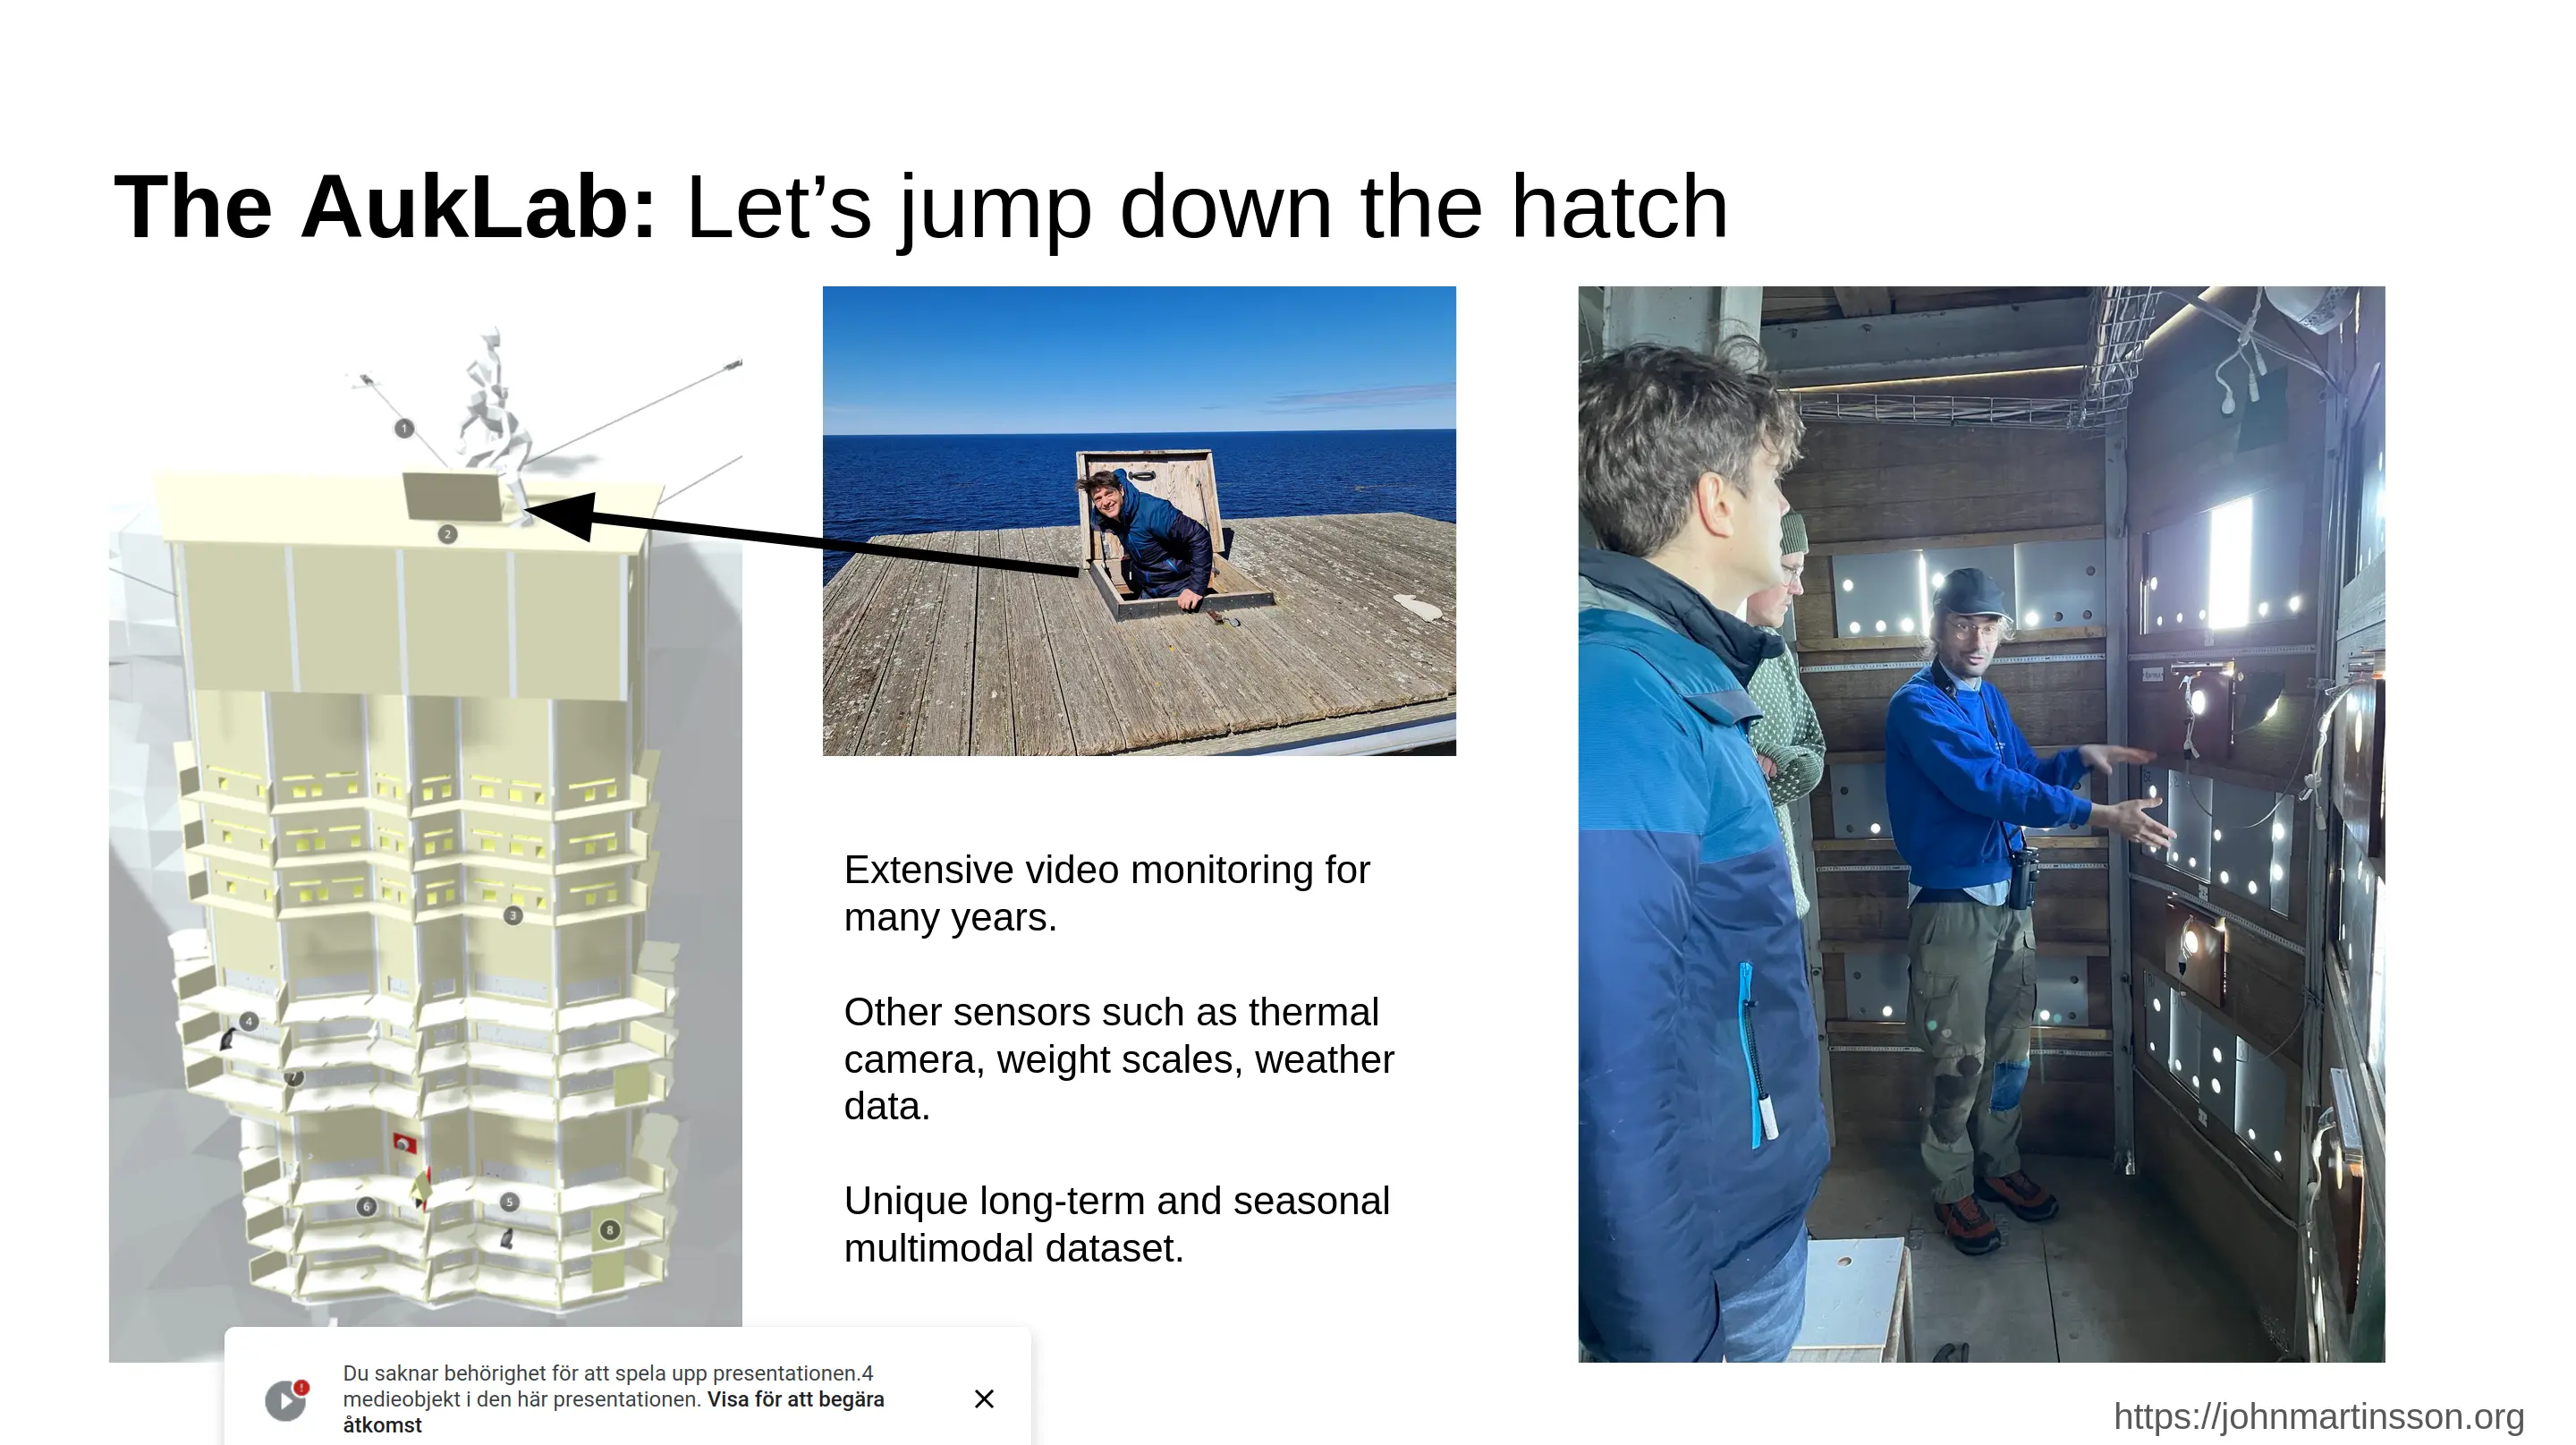 The AukLab: Let’s jump down the hatch
1
2
3
4
7
6
5
8
Extensive video monitoring for
many years.
Other sensors such as thermal
camera, weight scales, weather
data.
Unique long-term and seasonal
multimodal dataset.
Du saknar behörighet för att spela upp presentationen.4
medieobjekt i den här presentationen. Visa för att begära
åtkomst
https://johnmartinsson.org